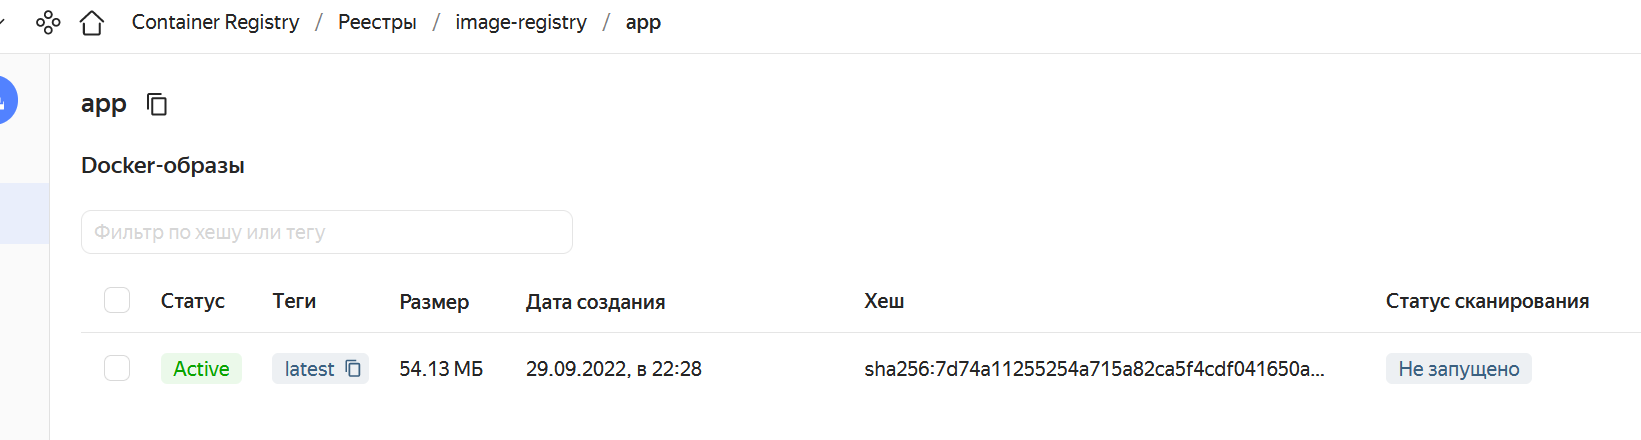 Container Registry / Реестры / image-registry / app
app
Docker-образы
Фильтр по хешу или тегу
Статус Теги Размер Дата создания Хеш Статус сканирования
Active latest 54.13 МБ 29.09.2022, в 22:28 sha256:7d74a11255254a715a82ca5f4cdf041650a... Не запущено